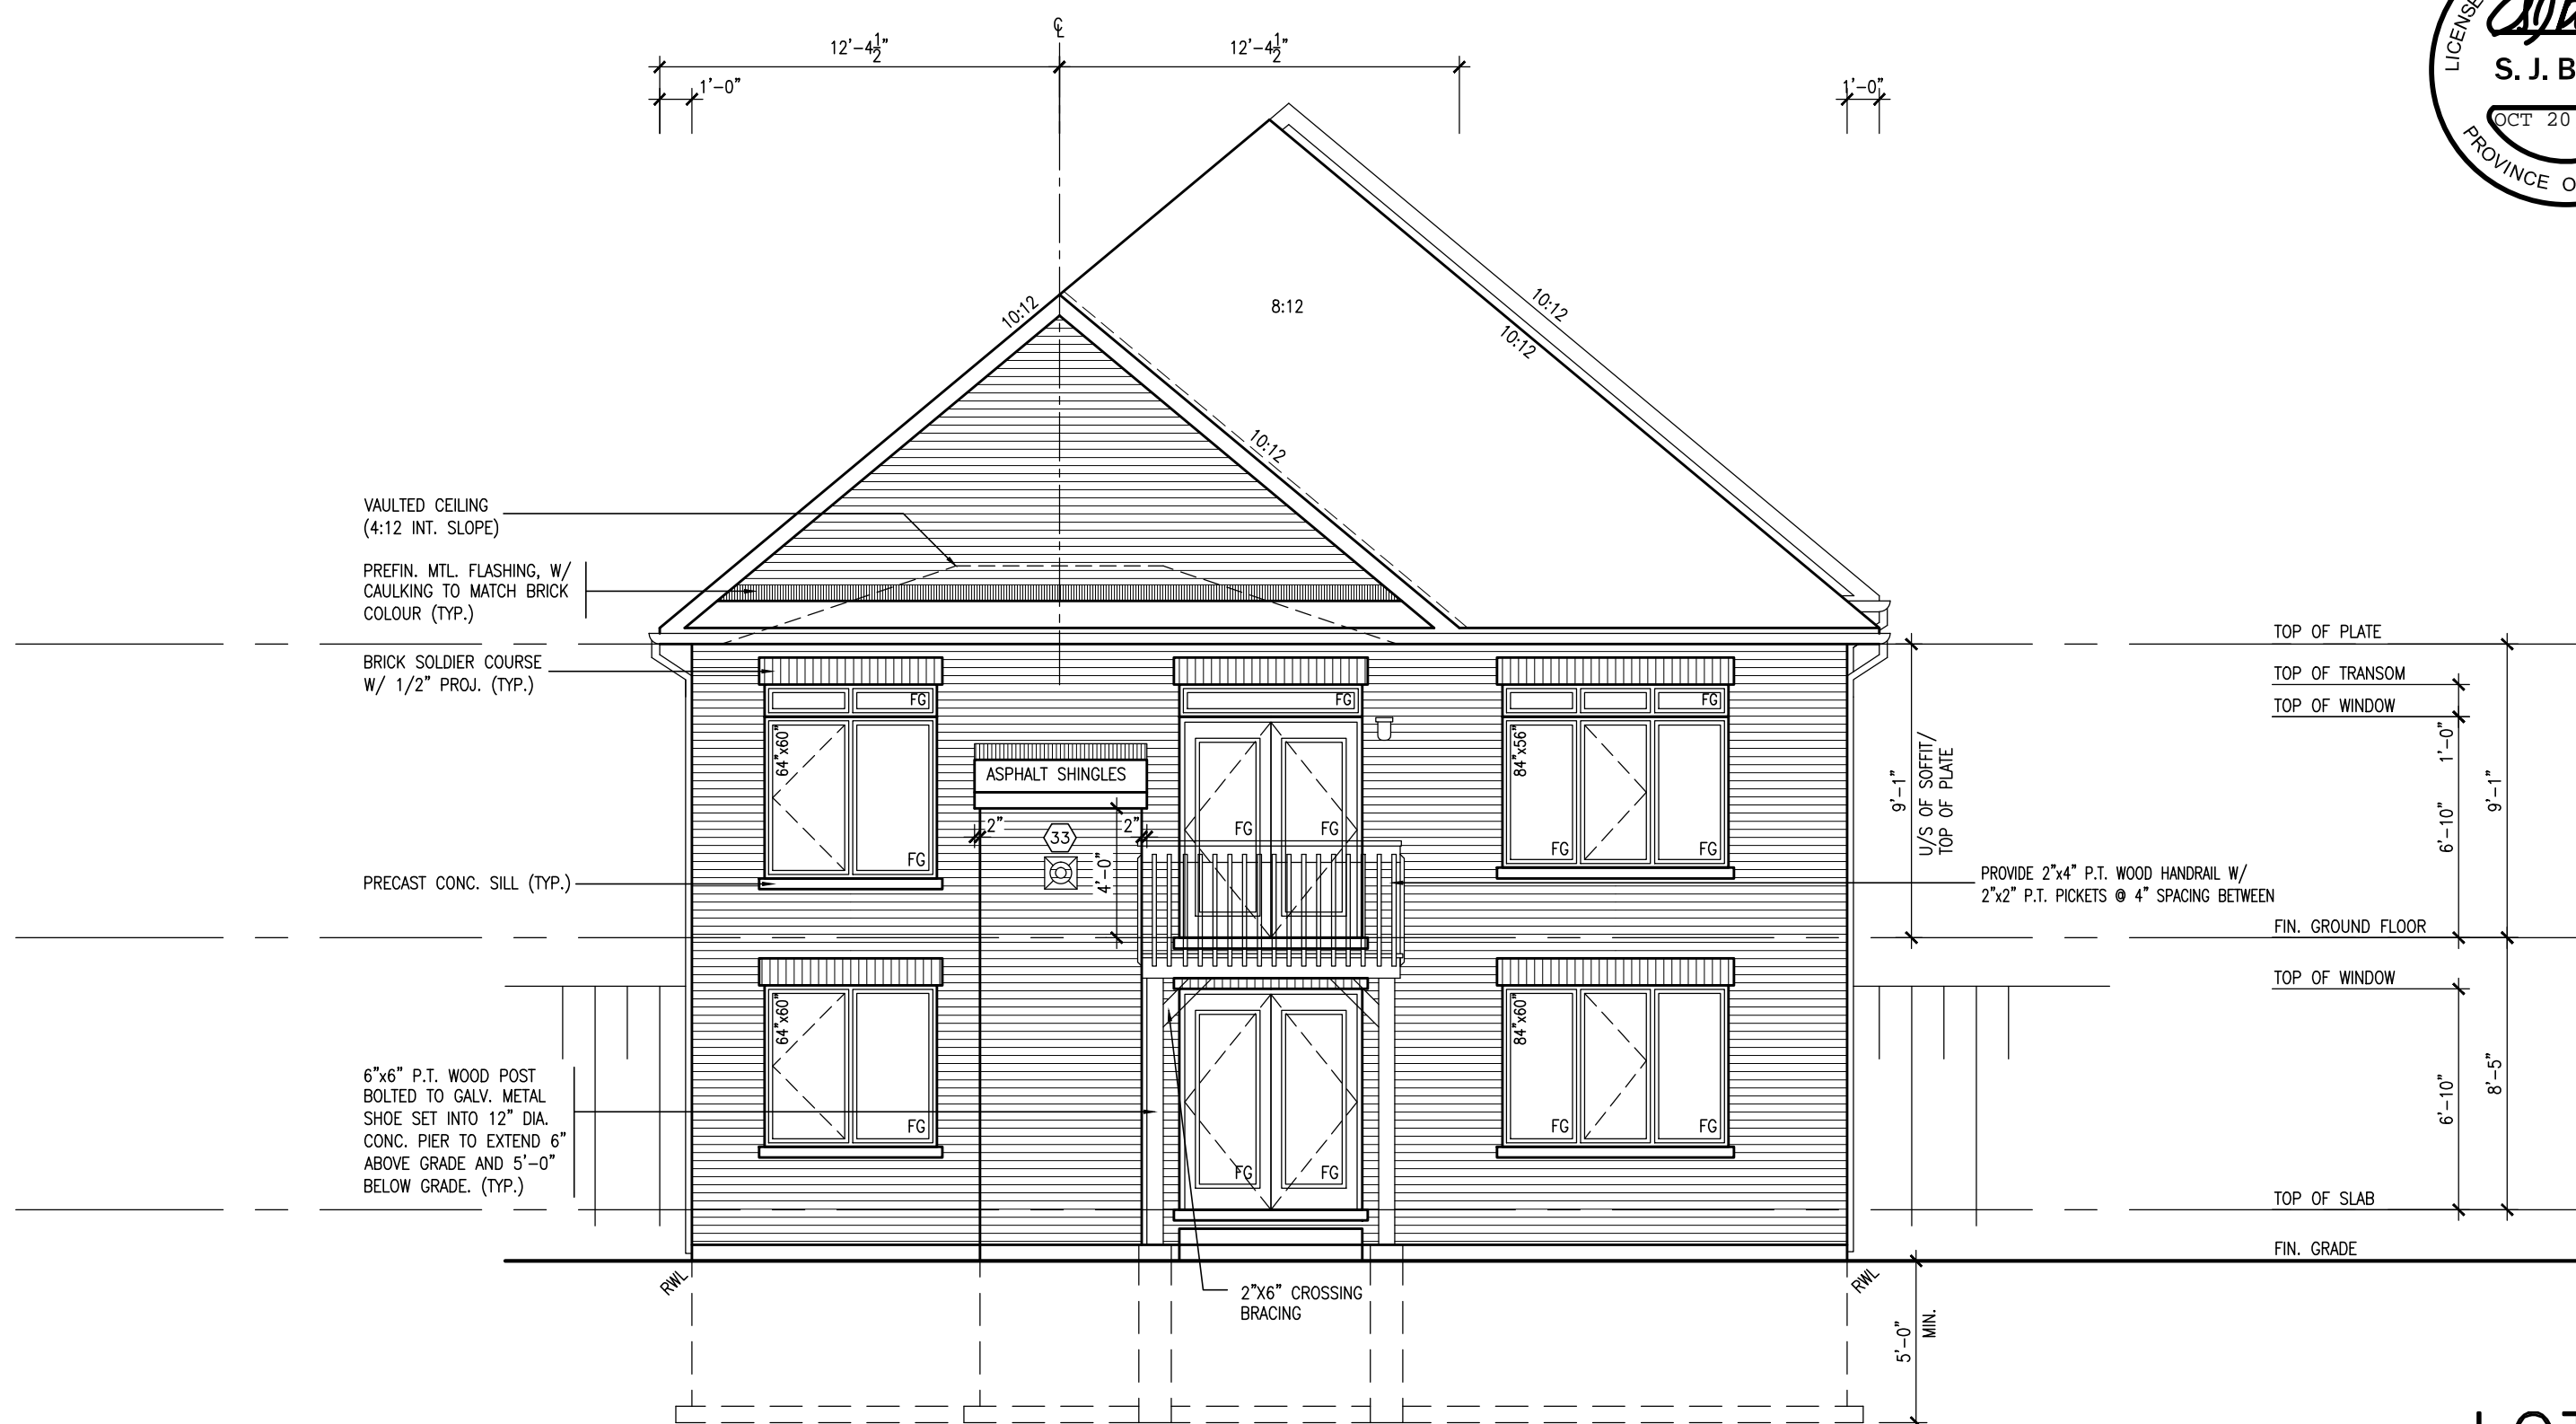 ℄
12'-4 1/2"
12'-4 1/2"
1'-0"
1'-0"
S. J. B
OCT 20
PROVINCE O
10:12
8:12
10:12
10:12
10:12
VAULTED CEILING
(4:12 INT. SLOPE)
PREFIN. MTL. FLASHING, W/
CAULKING TO MATCH BRICK
COLOUR (TYP.)
BRICK SOLDIER COURSE
W/ 1/2" PROJ. (TYP.)
PRECAST CONC. SILL (TYP.)
6"x6" P.T. WOOD POST
BOLTED TO GALV. METAL
SHOE SET INTO 12" DIA.
CONC. PIER TO EXTEND 6"
ABOVE GRADE AND 5'-0"
BELOW GRADE. (TYP.)
FG
FG
FG
64"x60"
84"x56"
ASPHALT SHINGLES
2"
33
2"
4'-0"
FG
FG
FG
FG
FG
64"x60"
84"x60"
FG
FG
FG
FG
FG
RWL
RWL
2"X6" CROSSING
BRACING
9'-1"
U/S OF SOFFIT/
TOP OF PLATE
PROVIDE 2"x4" P.T. WOOD HANDRAIL W/
2"x2" P.T. PICKETS @ 4" SPACING BETWEEN
TOP OF PLATE
TOP OF TRANSOM
TOP OF WINDOW
1'-0"
6'-10"
9'-1"
FIN. GROUND FLOOR
TOP OF WINDOW
6'-10"
8'-5"
TOP OF SLAB
FIN. GRADE
5'-0"
MIN.